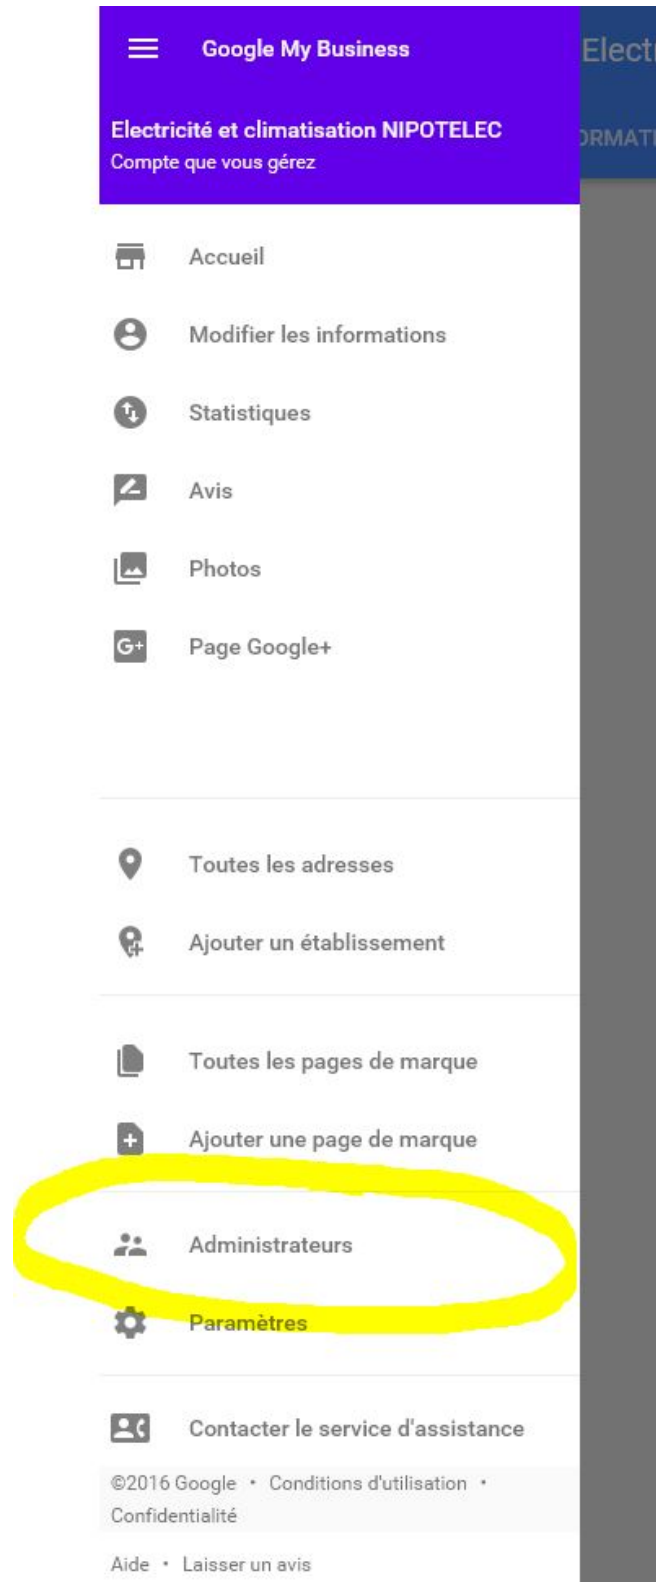 Google My Business
Electricité et climatisation NIPOTELEC
Compte que vous gérez
Accueil
Modifier les informations
Statistiques
Avis
Photos
G+ Page Google+
Toutes les adresses
Ajouter un établissement
Toutes les pages de marque
Ajouter une page de marque
Administrateurs
Paramètres
Contacter le service d'assistance
©2016 Google • Conditions d'utilisation •
Confidentialité
Aide • Laisser un avis